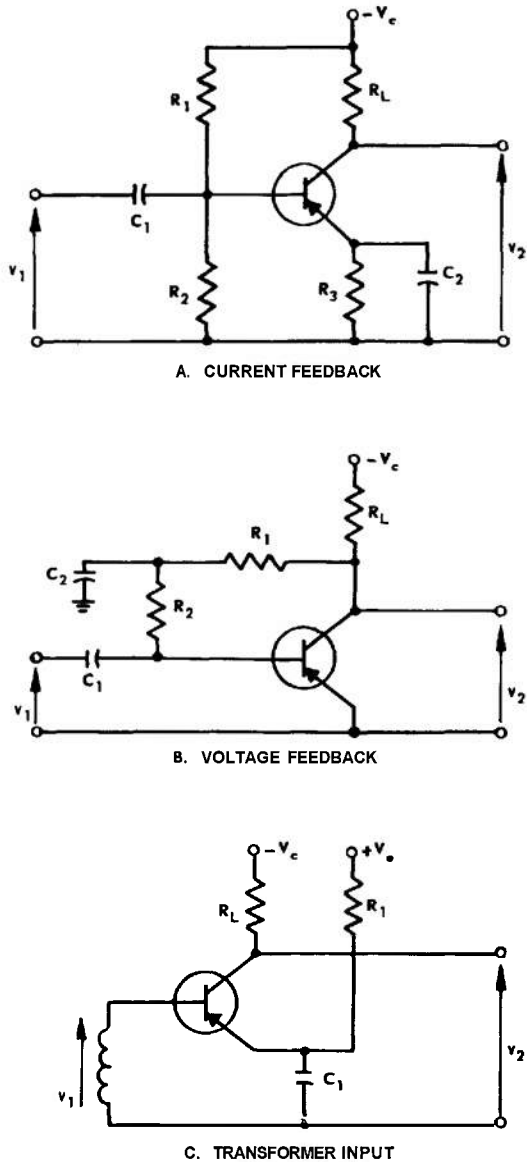 -Vc
R1
RL
C1
v1
R2
R3
C2
v2
A. CURRENT FEEDBACK
-Vc
RL
R1
C2
R2
C1
v1
v2
B. VOLTAGE FEEDBACK
-Vc
+Ve
RL
R1
v1
C1
v2
C. TRANSFORMER INPUT